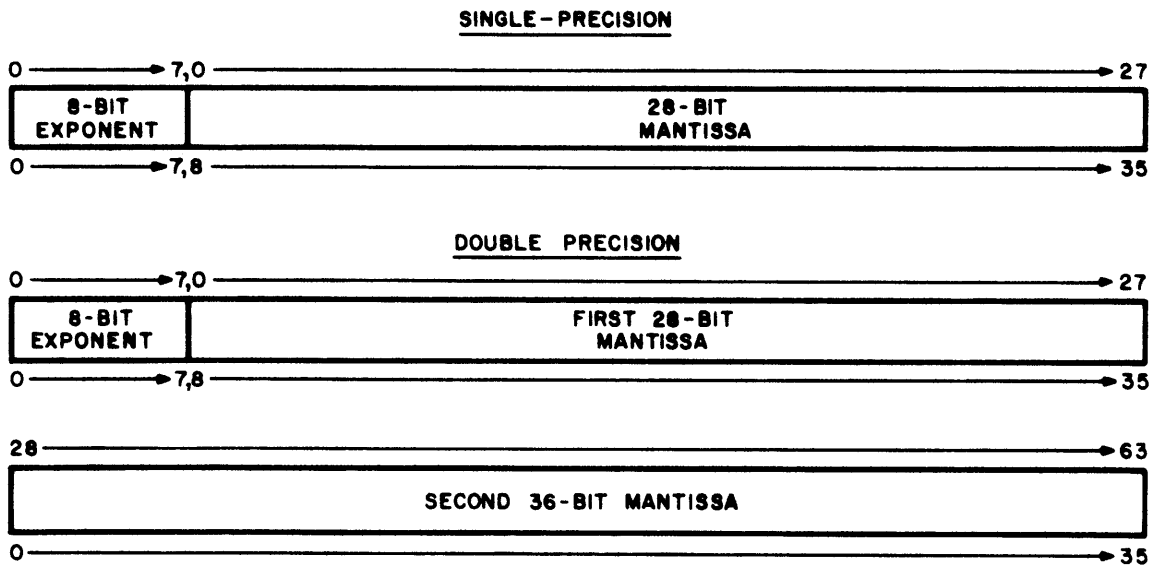 SINGLE-PRECISION
0 7,0 27
8-BIT
EXPONENT
28-BIT
MANTISSA
0 7,8 35
DOUBLE PRECISION
0 7,0 27
8-BIT
EXPONENT
FIRST 28-BIT
MANTISSA
0 7,8 35
28 63
SECOND 36-BIT MANTISSA
0 35